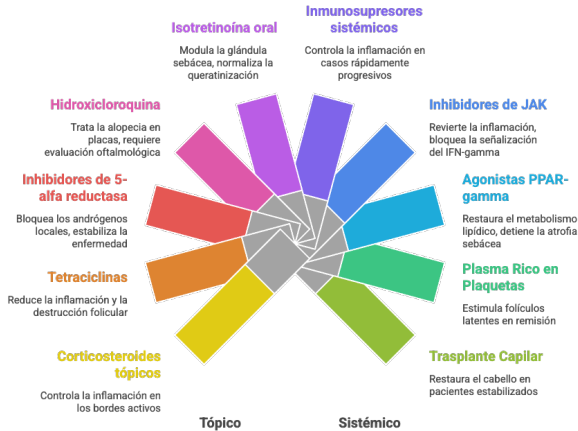 Isotretinoína oral
Modula la glándula
sebácea, normaliza la
queratinización
Inmunosupresores
sistémicos
Controla la inflamación en
casos rápidamente
progresivos
Hidroxicloroquina
Trata la alopecia en
placas, requiere
evaluación oftalmológica
Inhibidores de JAK
Revierte la inflamación,
bloquea la señalización
del IFN-gamma
Inhibidores de 5-
alfa reductasa
Bloquea los andrógenos
locales, estabiliza la
enfermedad
Agonistas PPAR-
gamma
Restaura el metabolismo
lipídico, detiene la atrofia
sebácea
Tetraciclinas
Reduce la inflamación y la
destrucción folicular
Plasma Rico en
Plaquetas
Estimula folículos
latentes en remisión
Corticosteroides
tópicos
Controla la inflamación en
los bordes activos
Trasplante Capilar
Restaura el cabello en
pacientes estabilizados
Tópico
Sistémico